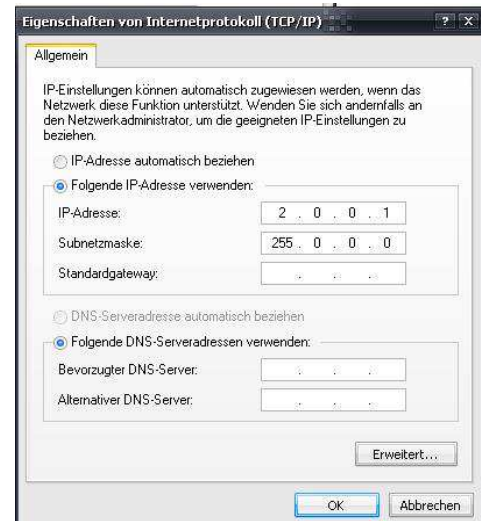 Eigenschaften von Internetprotokoll (TCP/IP)
Allgemein
IP-Einstellungen können automatisch zugewiesen werden, wenn das
Netzwerk diese Funktion unterstützt. Wenden Sie sich andernfalls an
den Netzwerkadministrator, um die geeigneten IP-Einstellungen zu
beziehen.
IP-Adresse automatisch beziehen
Folgende IP-Adresse verwenden:
IP-Adresse: 2 . 0 . 0 . 1
Subnetzmaske: 255 . 0 . 0 . 0
Standardgateway: . . .
DNS-Serveradresse automatisch beziehen
Folgende DNS-Serveradressen verwenden:
Bevorzugter DNS-Server: . . .
Alternativer DNS-Server: . . .
Erweitert...
OK Abbrechen